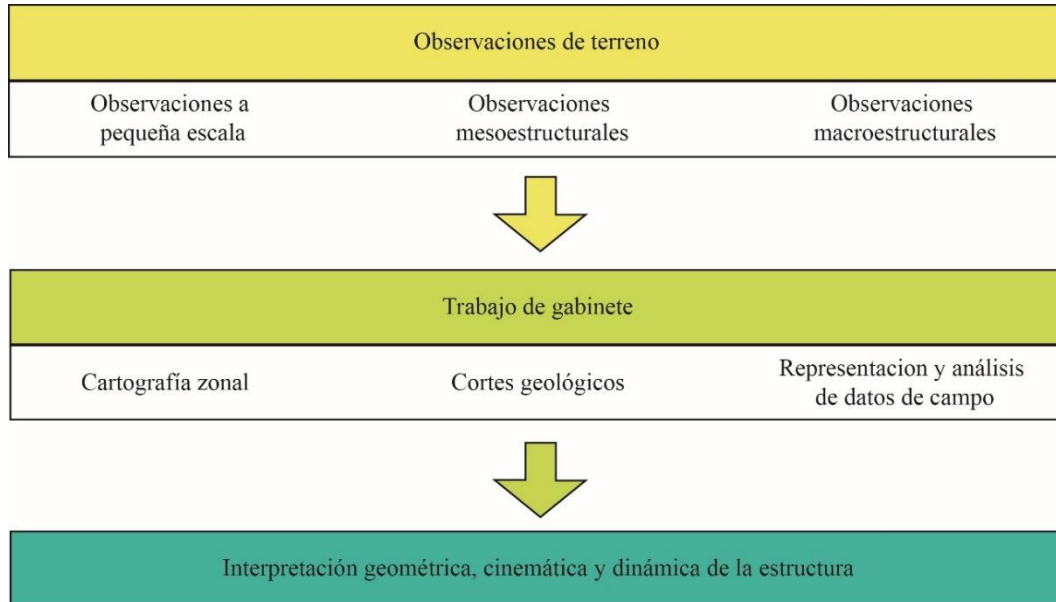 Observaciones de terreno
Observaciones a
pequeña escala
Observaciones
mesoestructurales
Observaciones
macroestructurales
Trabajo de gabinete
Cartografía zonal
Cortes geológicos
Representacion y análisis
de datos de campo
Interpretación geométrica, cinemática y dinámica de la estructura